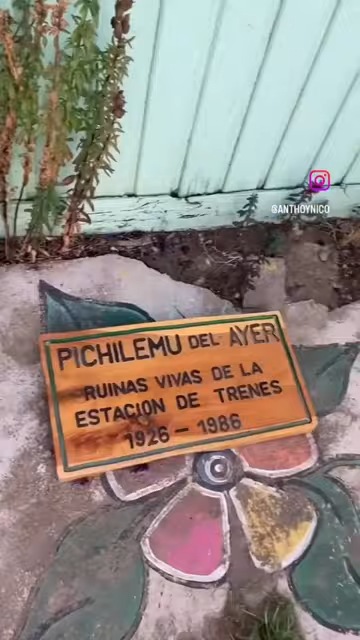 @ANTHOYNICO
PICHILEMU DEL AYER
RUINAS VIVAS DE LA
ESTACION DE TRENES
1926 - 1986